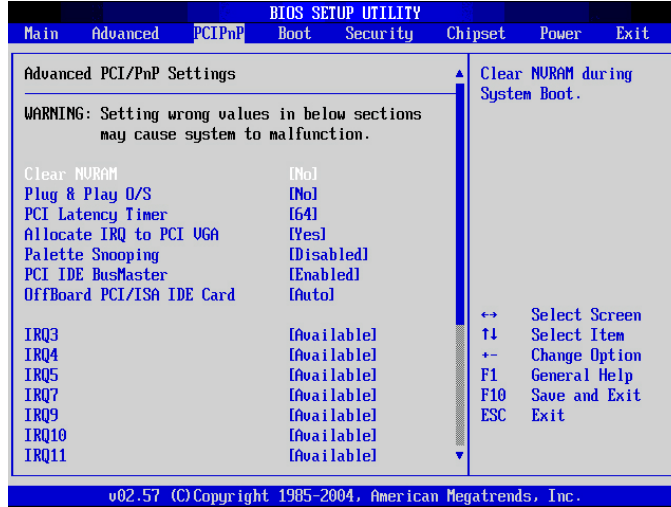 BIOS SETUP UTILITY
Main Advanced PCIPnP Boot Security Chipset Power Exit
Advanced PCI/PnP Settings
WARNING: Setting wrong values in below sections
may cause system to malfunction.
Clear NVRAM [No]
Plug & Play O/S [No]
PCI Latency Timer [64]
Allocate IRQ to PCI VGA [Yes]
Palette Snooping [Disabled]
PCI IDE BusMaster [Enabled]
OffBoard PCI/ISA IDE Card [Auto]
IRQ3 [Available]
IRQ4 [Available]
IRQ5 [Available]
IRQ7 [Available]
IRQ9 [Available]
IRQ10 [Available]
IRQ11 [Available]
Clear NVRAM during
System Boot.
↔ Select Screen
↑↓ Select Item
+- Change Option
F1 General Help
F10 Save and Exit
ESC Exit
v02.57 (C)Copyright 1985-2004, American Megatrends, Inc.